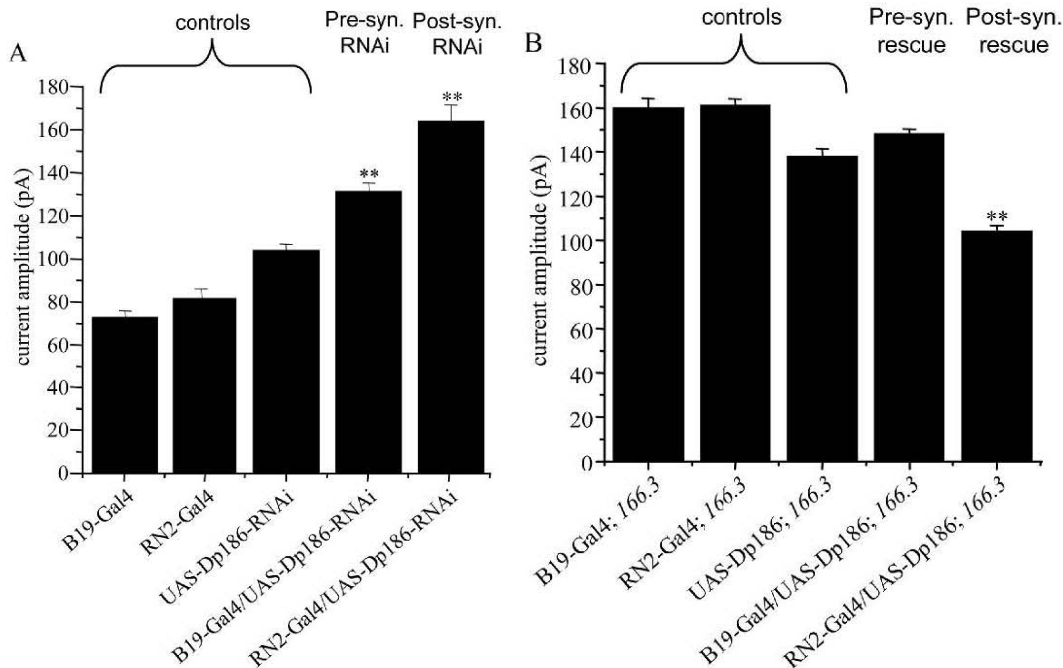 A
controls
Pre-syn.
RNAi
Post-syn.
RNAi
current amplitude (pA)
180
160
140
120
100
80
60
40
20
0
**
**
B19-Gal4
RN2-Gal4
UAS-Dp186-RNAi
B19-Gal4/UAS-Dp186-RNAi
RN2-Gal4/UAS-Dp186-RNAi
B
controls
Pre-syn.
rescue
Post-syn.
rescue
current amplitude (pA)
180
160
140
120
100
80
60
40
20
0
**
B19-Gal4; 166.3
RN2-Gal4; 166.3
UAS-Dp186; 166.3
B19-Gal4/UAS-Dp186; 166.3
RN2-Gal4/UAS-Dp186; 166.3